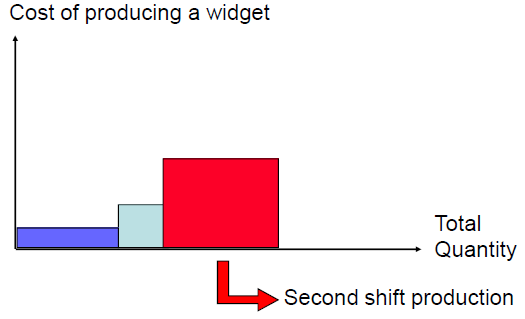 Cost of producing a widget
Total
Quantity
Second shift production